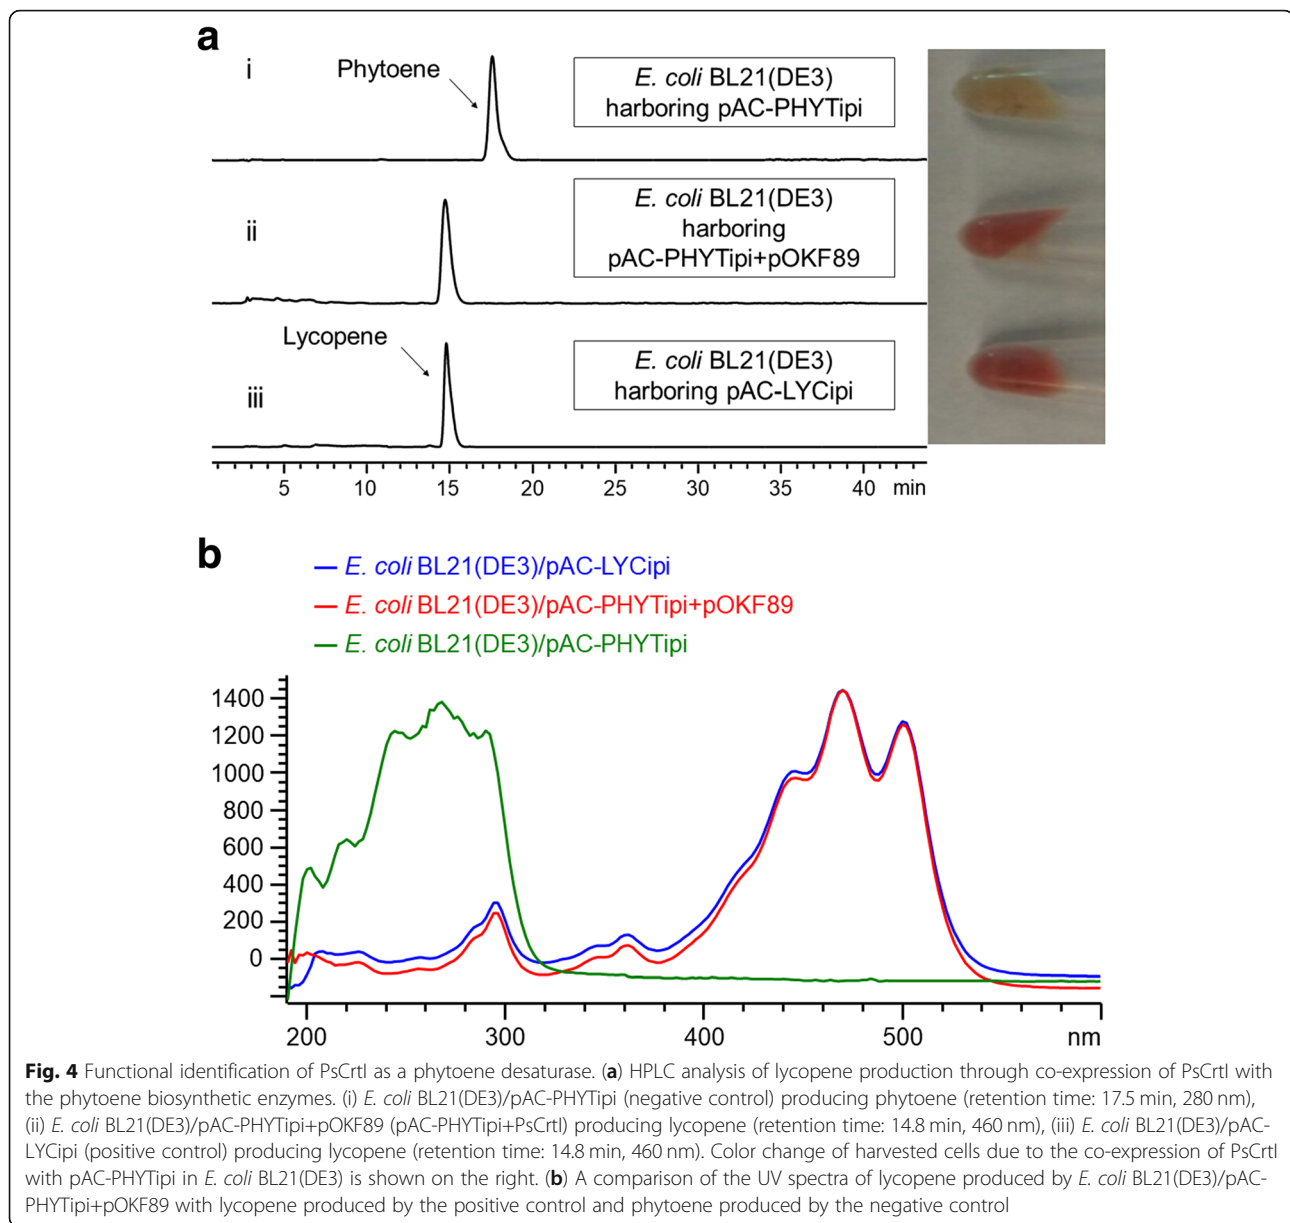 a
i
Phytoene
E. coli BL21(DE3)
harboring pAC-PHYTipi
ii
E. coli BL21(DE3)
harboring
pAC-PHYTipi+pOKF89
Lycopene
iii
E. coli BL21(DE3)
harboring pAC-LYCipi
5 10 15 20 25 30 35 40 min
b
E. coli BL21(DE3)/pAC-LYCipi
E. coli BL21(DE3)/pAC-PHYTipi+pOKF89
E. coli BL21(DE3)/pAC-PHYTipi
1400
1200
1000
800
600
400
200
0
200 300 400 500 nm
Fig. 4 Functional identification of PsCrtI as a phytoene desaturase. (a) HPLC analysis of lycopene production through co-expression of PsCrtI with
the phytoene biosynthetic enzymes. (i) E. coli BL21(DE3)/pAC-PHYTipi (negative control) producing phytoene (retention time: 17.5 min, 280 nm),
(ii) E. coli BL21(DE3)/pAC-PHYTipi+pOKF89 (pAC-PHYTipi+PsCrtI) producing lycopene (retention time: 14.8 min, 460 nm), (iii) E. coli BL21(DE3)/pAC-
LYCipi (positive control) producing lycopene (retention time: 14.8 min, 460 nm). Color change of harvested cells due to the co-expression of PsCrtI
with pAC-PHYTipi in E. coli BL21(DE3) is shown on the right. (b) A comparison of the UV spectra of lycopene produced by E. coli BL21(DE3)/pAC-
PHYTipi+pOKF89 with lycopene produced by the positive control and phytoene produced by the negative control